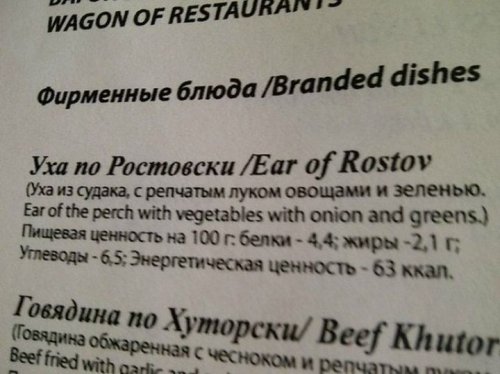 WAGON OF RESTAURANTS
Фирменные блюда /Branded dishes
Уха по Ростовски /Ear of Rostov
(Уха из судака, с репчатым луком овощами и зеленью.
Ear of the perch with vegetables with onion and greens.)
Пищевая ценность на 100 г: белки - 4,4; жиры -2,1 г;
Углеводы - 6,5; Энергетическая ценность - 63 ккал.
Говядина по Хуторски/ Beef Khutor
(Говядина обжаренная с чесноком и репчатым луком
Beef fried with garlic and